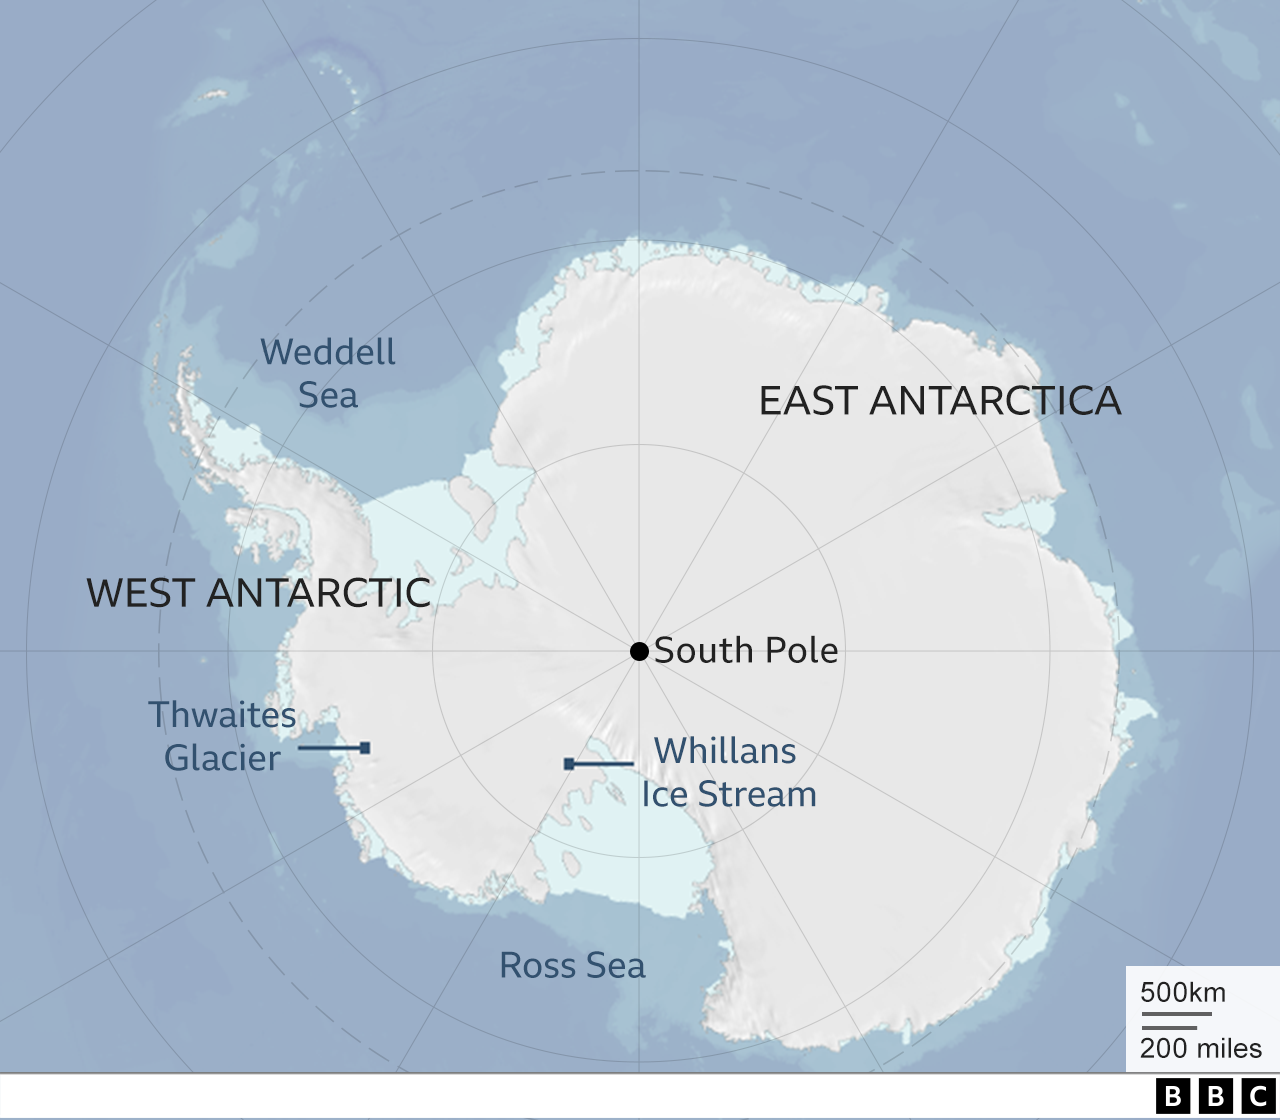 Weddell
Sea
EAST ANTARCTICA
WEST ANTARCTIC
South Pole
Thwaites
Glacier
Whillans
Ice Stream
Ross Sea
500km
200 miles
BBC